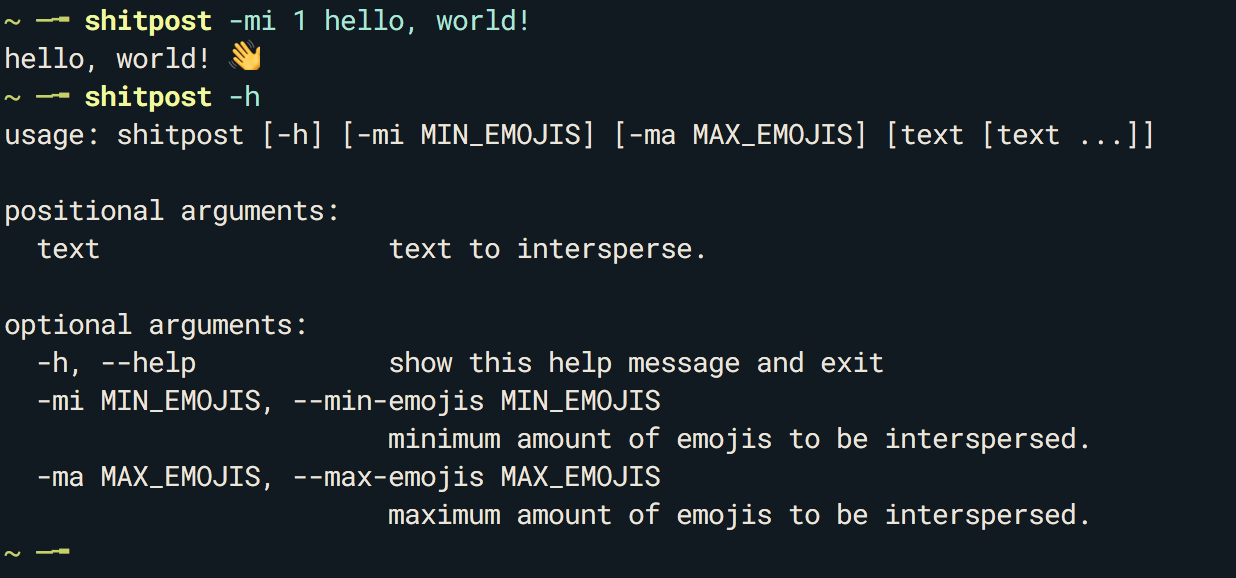 ~ —╸ shitpost -mi 1 hello, world!
hello, world! 👋
~ —╸ shitpost -h
usage: shitpost [-h] [-mi MIN_EMOJIS] [-ma MAX_EMOJIS] [text [text ...]]
positional arguments:
  text                  text to intersperse.
optional arguments:
  -h, --help            show this help message and exit
  -mi MIN_EMOJIS, --min-emojis MIN_EMOJIS
                        minimum amount of emojis to be interspersed.
  -ma MAX_EMOJIS, --max-emojis MAX_EMOJIS
                        maximum amount of emojis to be interspersed.
~ —╸